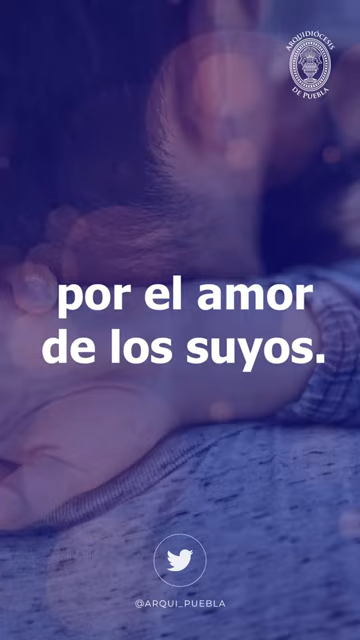 ARQUIDIÓCESIS
DE PUEBLA
por el amor
de los suyos.
@ARQUI_PUEBLA